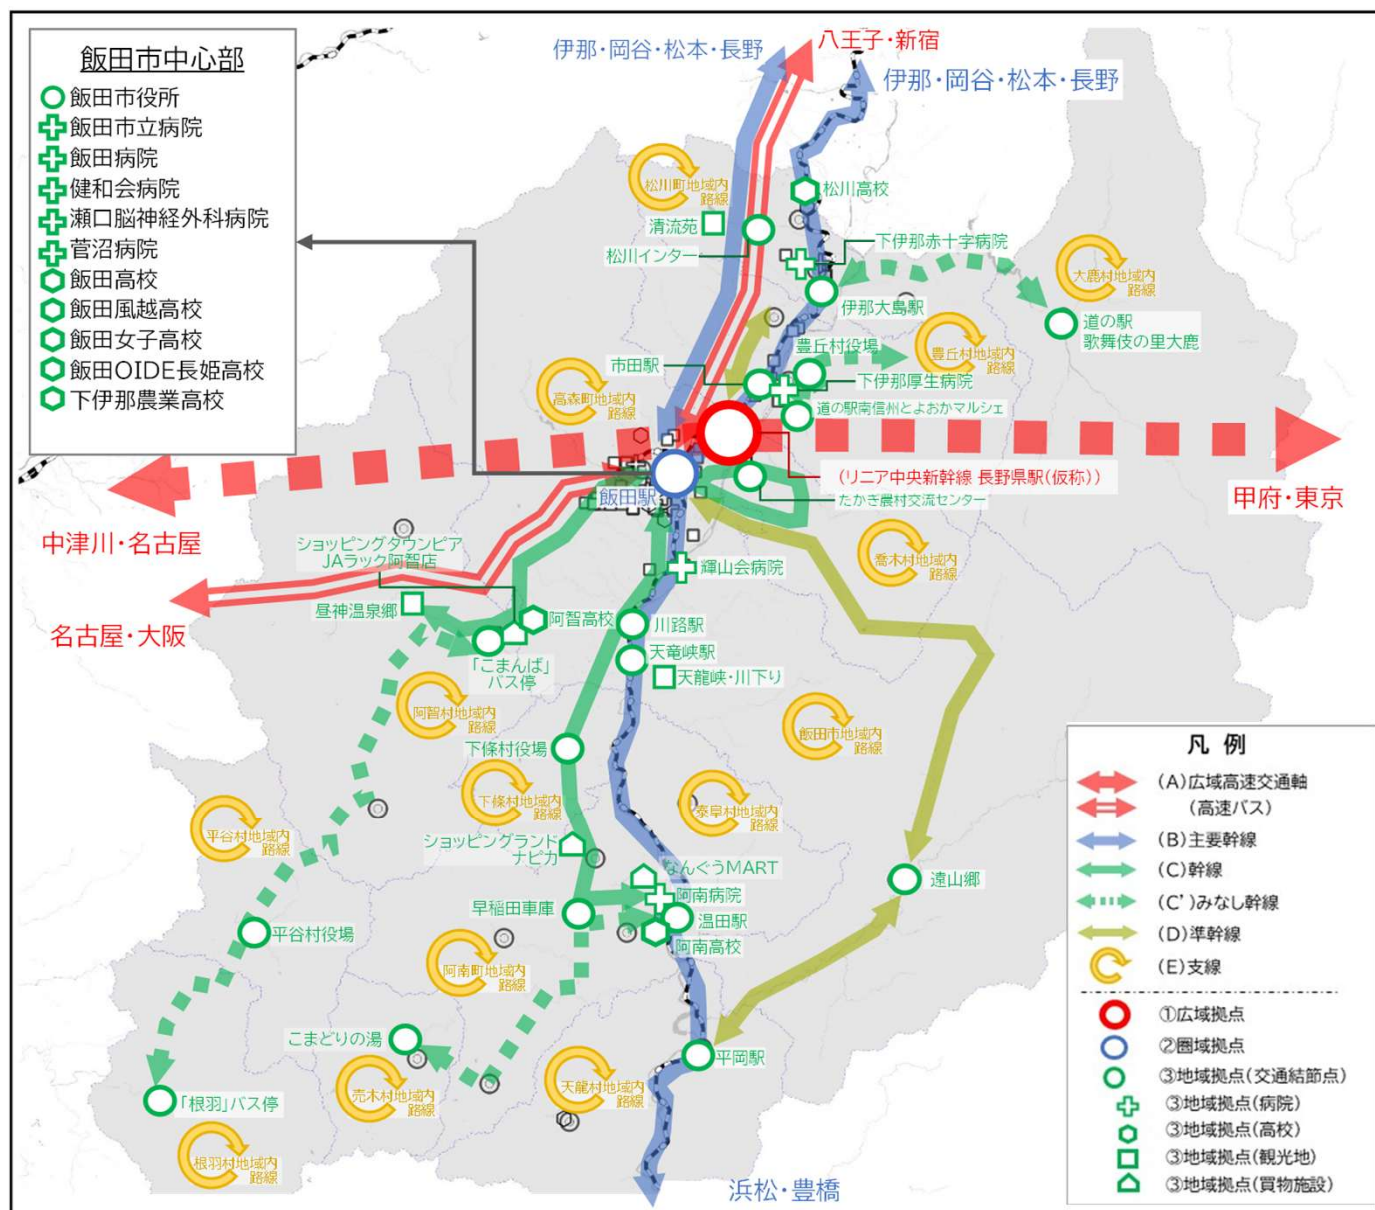 飯田市中心部
飯田市役所
飯田市立病院
飯田病院
健和会病院
瀬口脳神経外科病院
菅沼病院
飯田高校
飯田風越高校
飯田女子高校
飯田OIDE長姫高校
下伊那農業高校
伊那・岡谷・松本・長野
八王子・新宿
伊那・岡谷・松本・長野
松川町地域内
路線
清流苑
松川インター
松川高校
下伊那赤十字病院
伊那大島駅
大鹿村地域内
路線
道の駅
歌舞伎の里大鹿
豊丘村役場
豊丘村地域内
路線
市田駅
下伊那厚生病院
道の駅南信州とよおかマルシェ
高森町地域内
路線
(リニア中央新幹線 長野県駅(仮称))
飯田駅
たかぎ農村交流センター
甲府・東京
中津川・名古屋
名古屋・大阪
ショッピングタウンピア
JAラック阿智店
昼神温泉郷
阿智高校
「こまんば」
バス停
輝山会病院
喬木村地域内
路線
川路駅
天竜峡駅
天龍峡・川下り
阿智村地域内
路線
飯田市地域内
路線
下條村役場
下條村地域内
路線
泰阜村地域内
路線
平谷村地域内
路線
ショッピングランド
ナピカ
なんぐうMART
阿南病院
早稲田車庫
温田駅
阿南高校
遠山郷
平谷村役場
阿南町地域内
路線
こまどりの湯
平岡駅
売木村地域内
路線
天龍村地域内
路線
「根羽」バス停
根羽村地域内
路線
浜松・豊橋
凡 例
(A)広域高速交通軸
(高速バス)
(B)主要幹線
(C)幹線
(C')みなし幹線
(D)準幹線
(E)支線
①広域拠点
②圏域拠点
③地域拠点(交通結節点)
③地域拠点(病院)
③地域拠点(高校)
③地域拠点(観光地)
③地域拠点(買物施設)